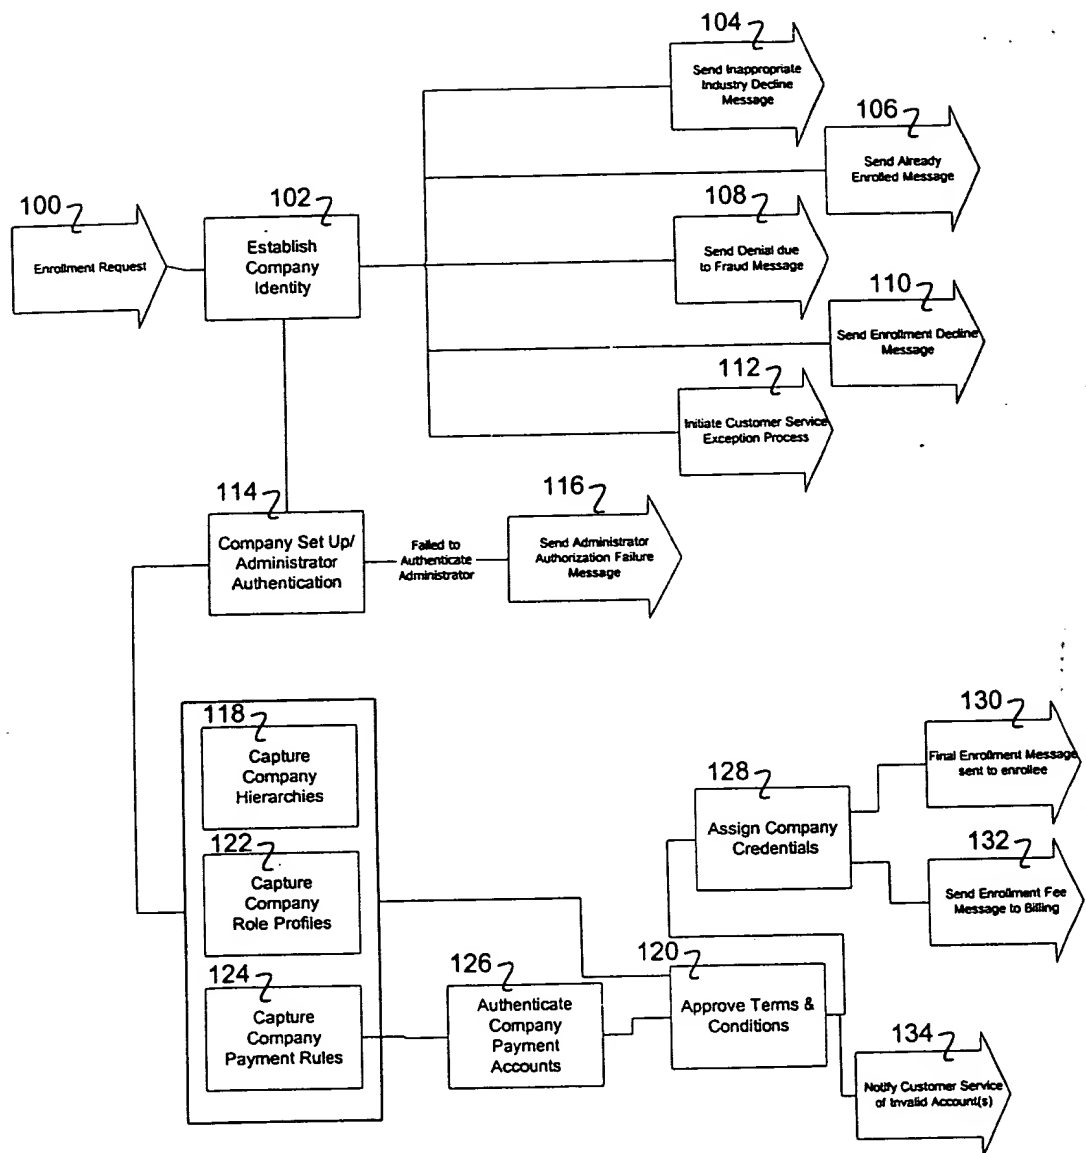 104
Send Inappropriate
Industry Decline
Message
106
Send Already
Enrolled Message
100
Enrollment Request
102
Establish
Company
Identity
108
Send Denial due
to Fraud Message
110
Send Enrollment Decline
Message
112
Initiate Customer Service
Exception Process
114
Company Set Up/
Administrator
Authentication
Failed to
Authenticate
Administrator
116
Send Administrator
Authorization Failure
Message
118
Capture
Company
Hierarchies
122
Capture
Company
Role Profiles
124
Capture
Company
Payment Rules
126
Authenticate
Company
Payment
Accounts
120
Approve Terms &
Conditions
128
Assign Company
Credentials
130
Final Enrollment Message
sent to enrollee
132
Send Enrollment Fee
Message to Billing
134
Notify Customer Service
of Invalid Account(s)